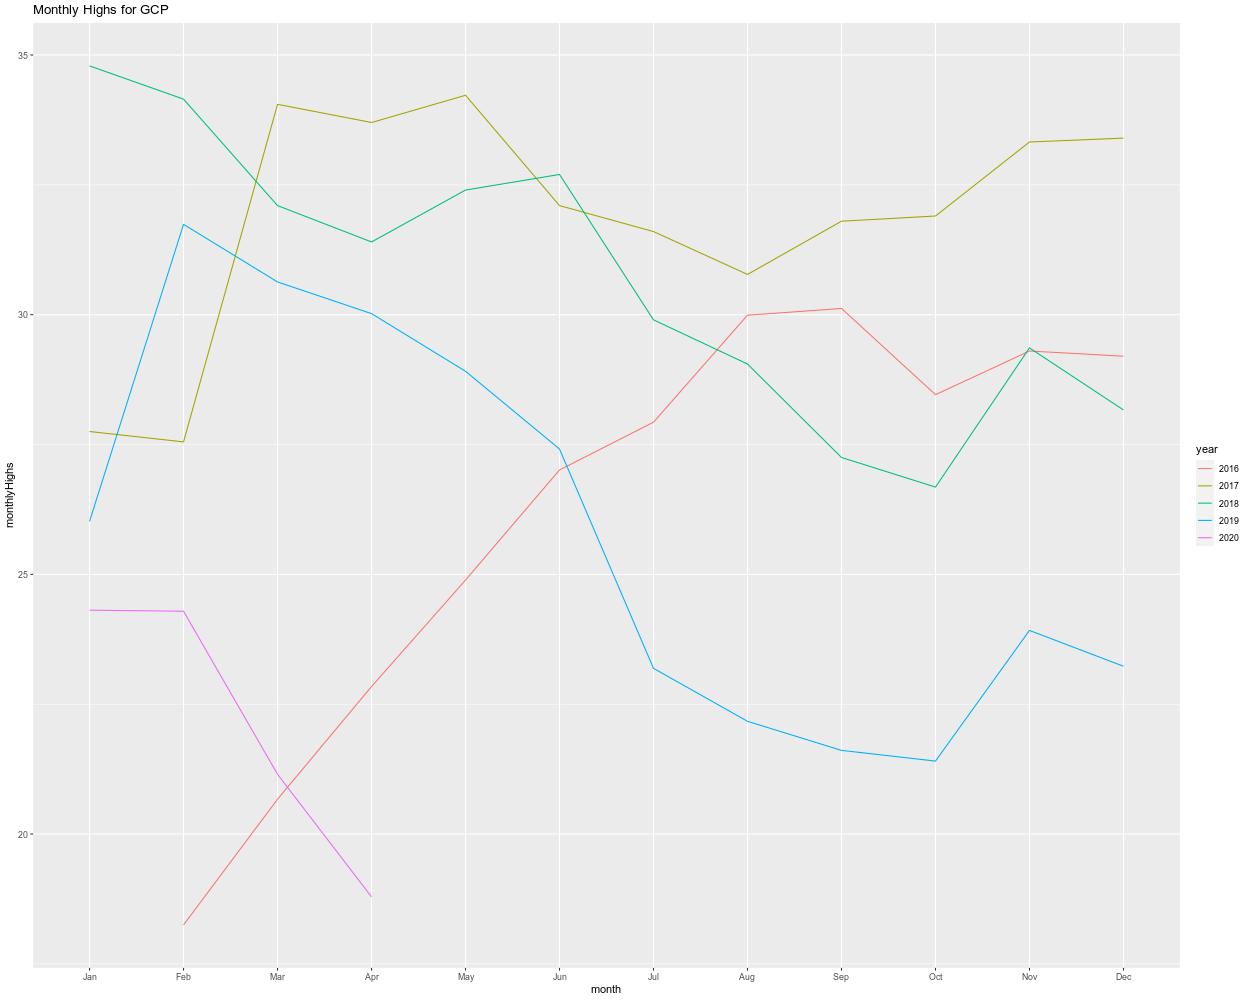 Monthly Highs for GCP
35
30
25
20
monthlyHighs
Jan Feb Mar Apr May Jun Jul Aug Sep Oct Nov Dec
month
year
2016
2017
2018
2019
2020